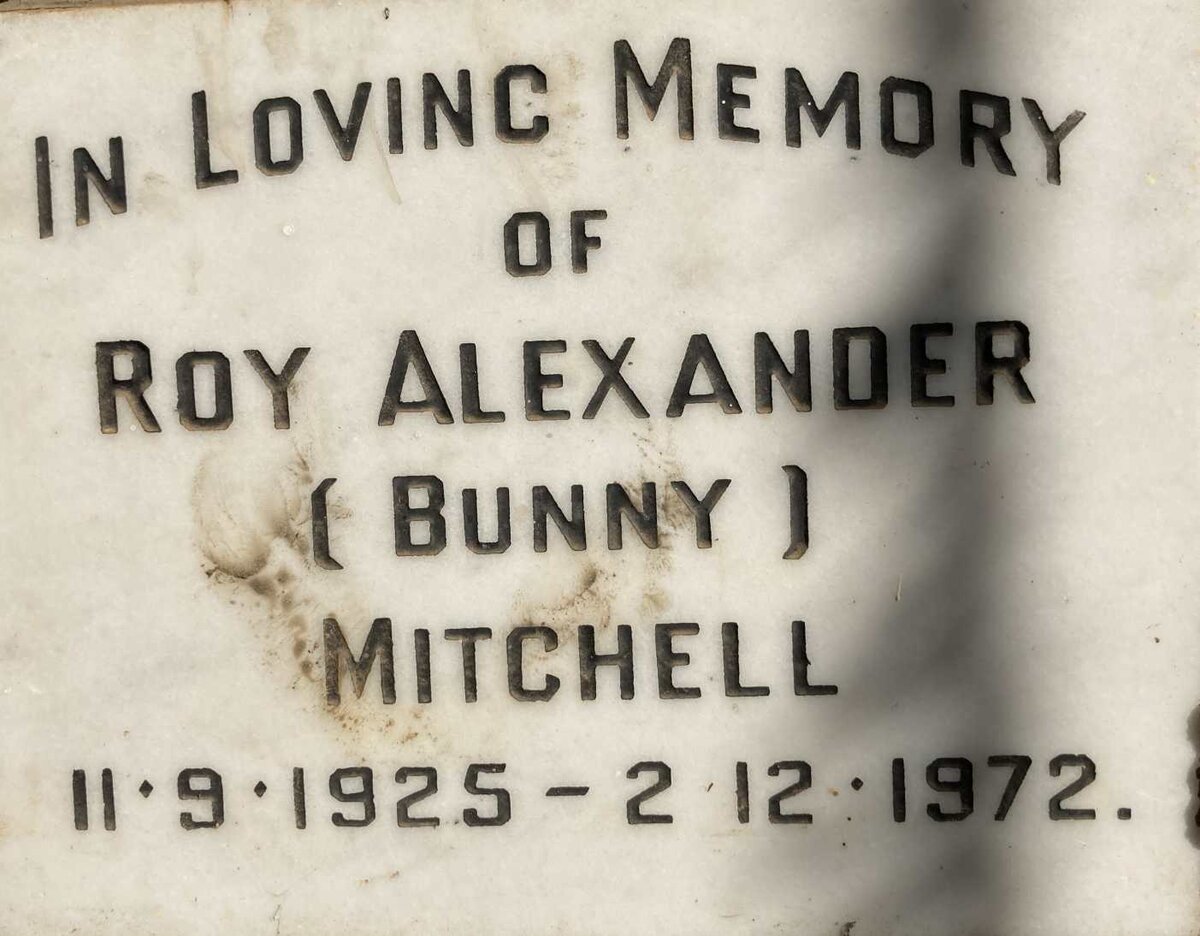 In Loving Memory
of
Roy Alexander
( Bunny )
Mitchell
11·9·1925 – 2 12·1972.